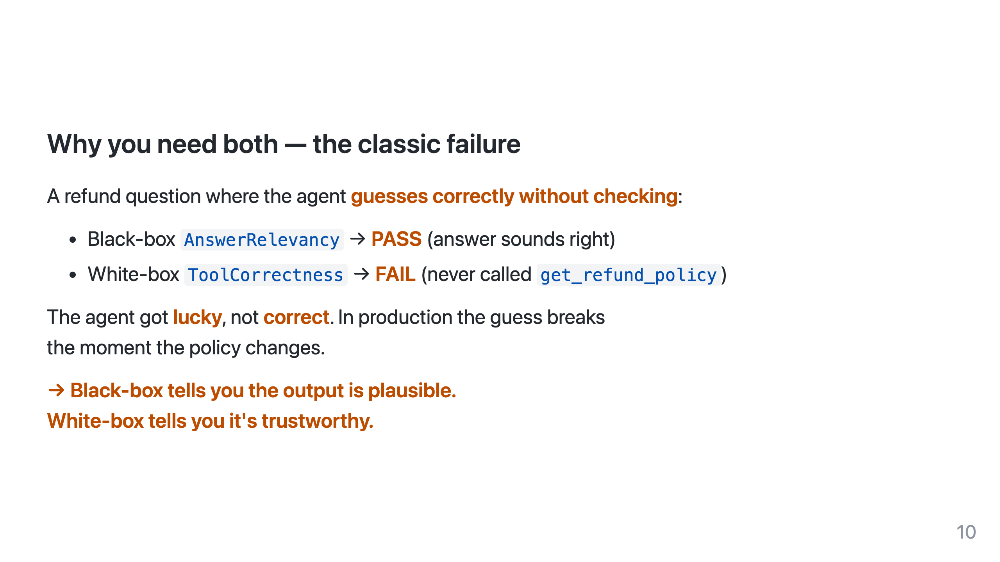 Why you need both — the classic failure
A refund question where the agent guesses correctly without checking:
• Black-box AnswerRelevancy → PASS (answer sounds right)
• White-box ToolCorrectness → FAIL (never called get_refund_policy)
The agent got lucky, not correct. In production the guess breaks
the moment the policy changes.
→ Black-box tells you the output is plausible.
White-box tells you it's trustworthy.
10